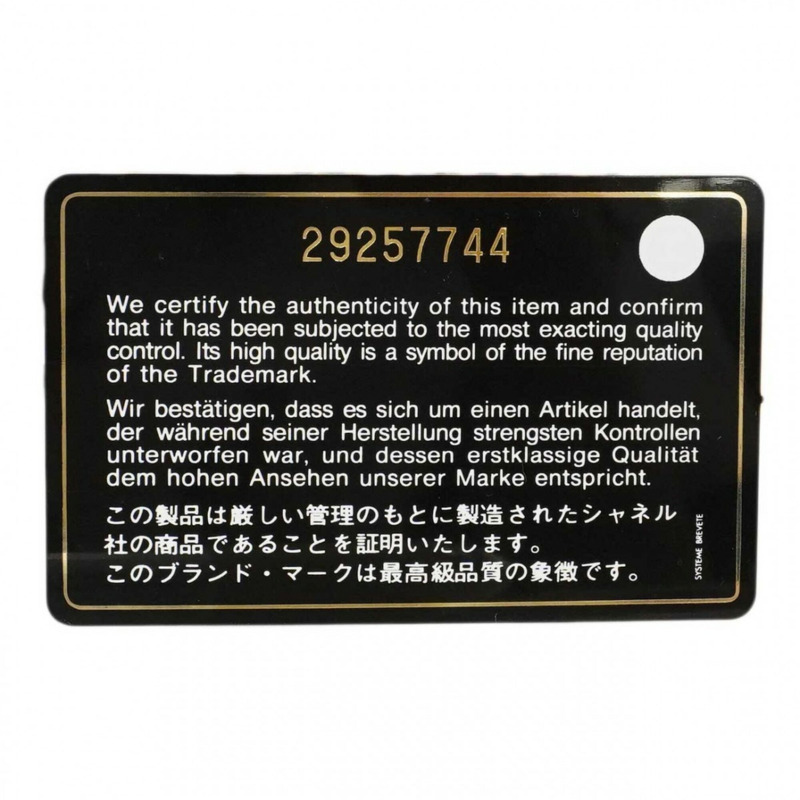 29257744
We certify the authenticity of this item and confirm
that it has been subjected to the most exacting quality
control. Its high quality is a symbol of the fine reputation
of the Trademark.
Wir bestätigen, dass es sich um einen Artikel handelt,
der während seiner Herstellung strengsten Kontrollen
unterworfen war, und dessen erstklassige Qualität
dem hohen Ansehen unserer Marke entspricht.
この製品は厳しい管理のもとに製造されたシャネル
社の商品であることを証明いたします。
このブランド・マークは最高級品質の象徴です。
SYSTEME BREVETE